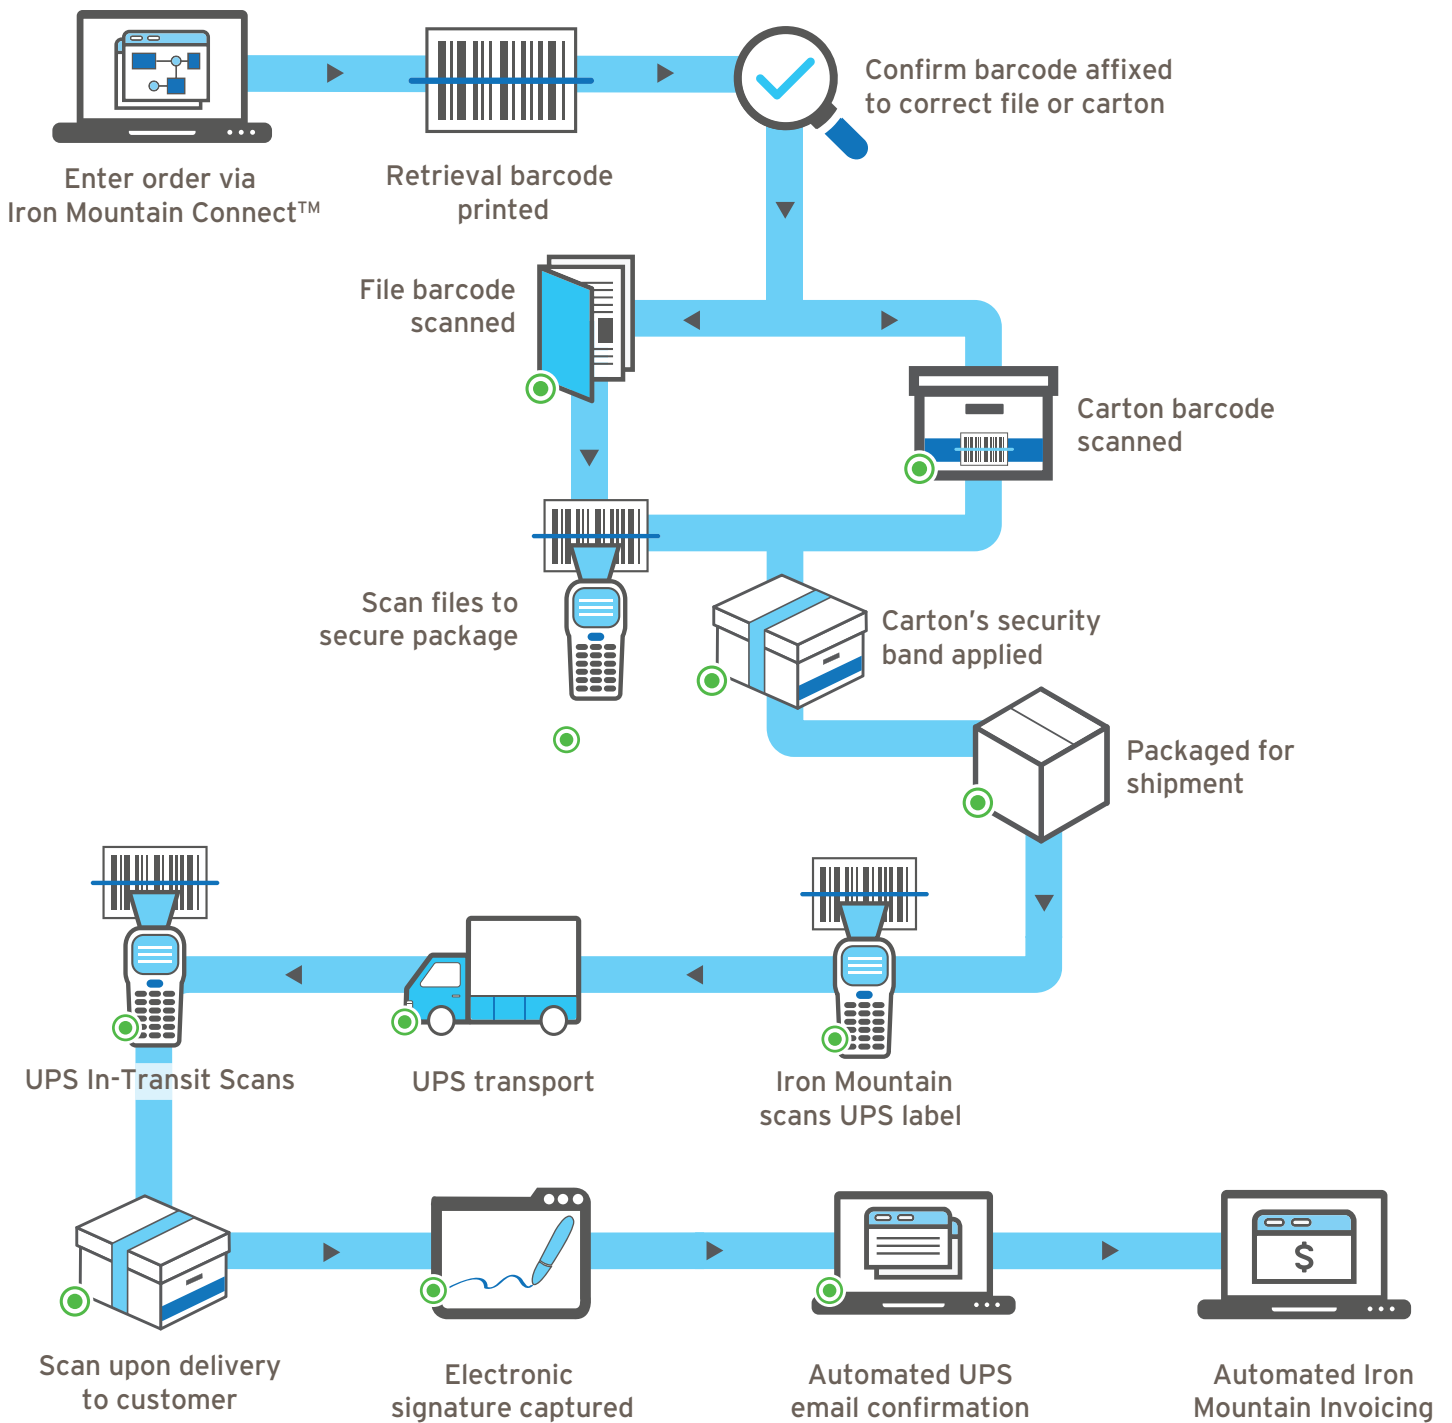 Enter order via
Iron Mountain Connect™
Retrieval barcode
printed
Confirm barcode affixed
to correct file or carton
File barcode
scanned
Carton barcode
scanned
Scan files to
secure package
Carton's security
band applied
Packaged for
shipment
UPS In-Transit Scans
UPS transport
Iron Mountain
scans UPS label
Scan upon delivery
to customer
Electronic
signature captured
Automated UPS
email confirmation
$
Automated Iron
Mountain Invoicing